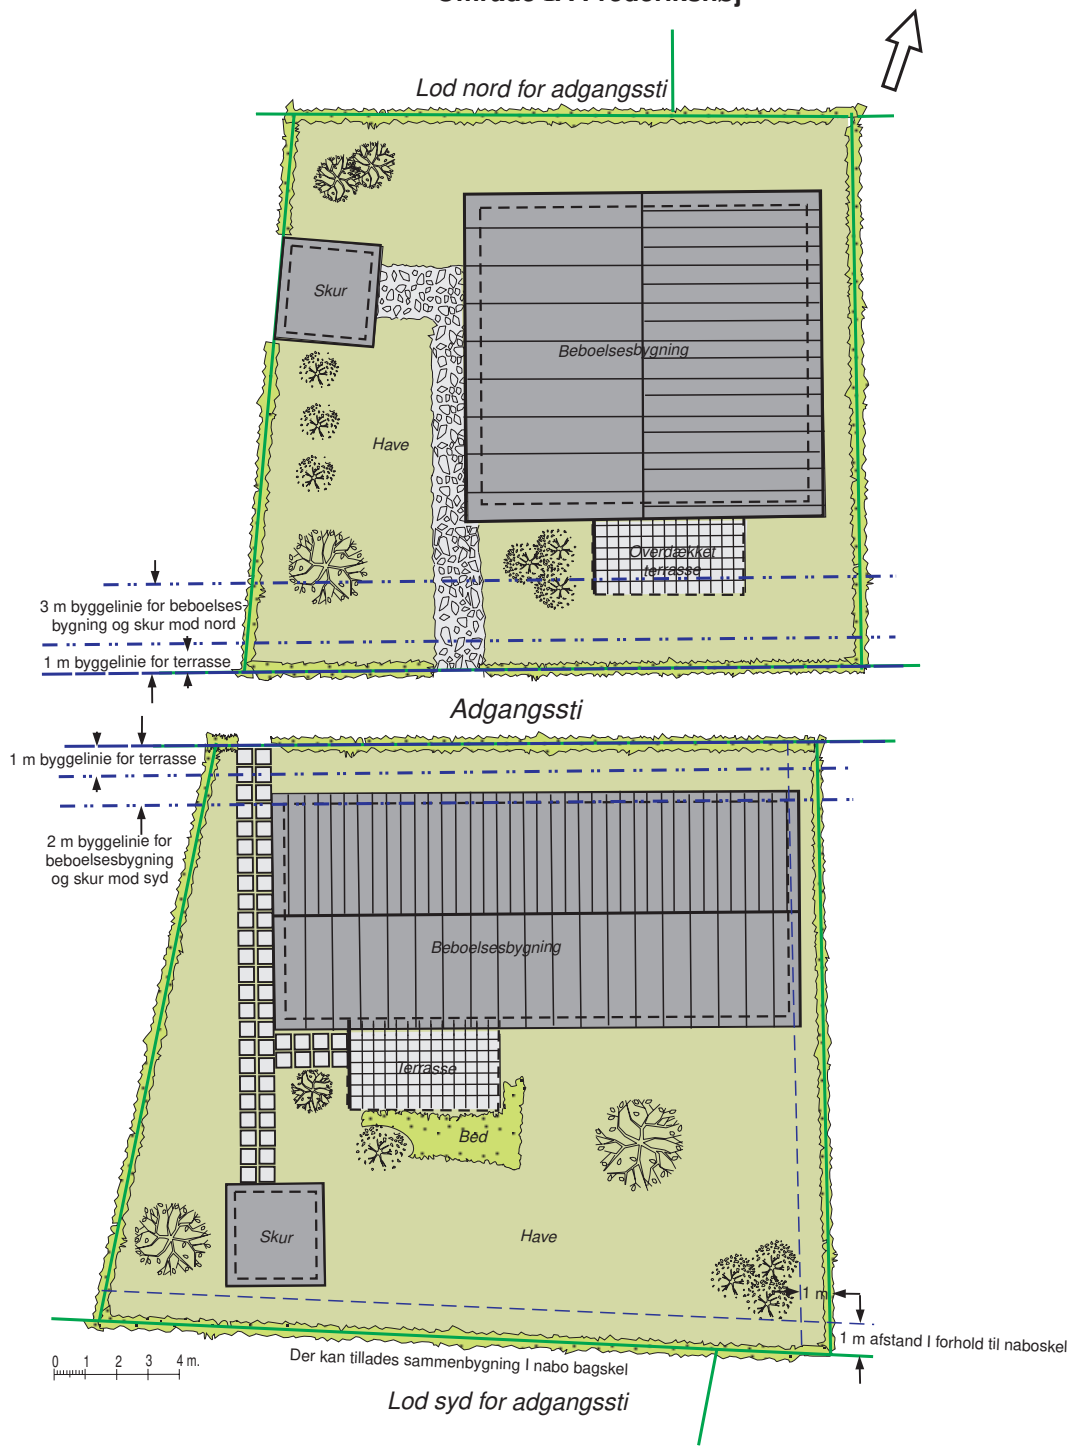 Lod nord for adgangssti
Skur
Beboelsesbygning
Have
Overdækket
terrasse
3 m byggelinie for beboelses-
bygning og skur mod nord
1 m byggelinie for terrasse
Adgangssti
1 m byggelinie for terrasse
2 m byggelinie for
beboelsesbygning
og skur mod syd
Beboelsesbygning
Terrasse
Bed
Skur
Have
1 m
1 m afstand I forhold til naboskel
0 1 2 3 4 m.
Der kan tillades sammenbygning I nabo bagskel
Lod syd for adgangssti